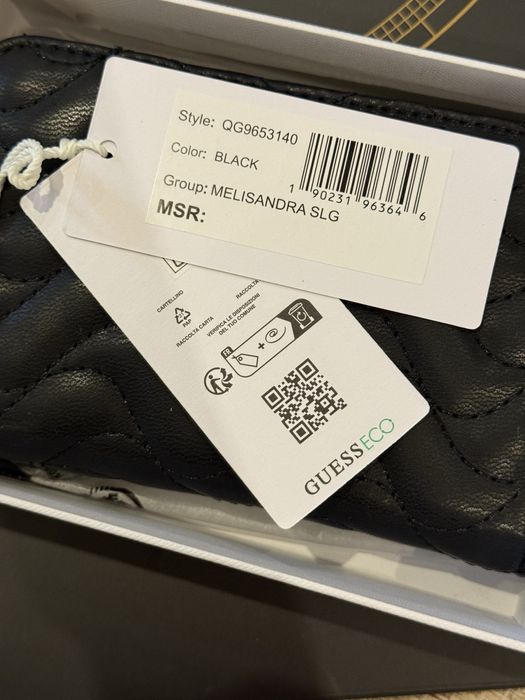 Style: QG9653140
Color: BLACK
Group: MELISANDRA SLG
MSR:
1 90231 96364 6
CARTELLINO
PAP
RACCOLTA CARTA
RACCOLTA
VERIFICA LE DISPOSIZIONI
DEL TUO COMUNE
FR
+
GUESS ECO